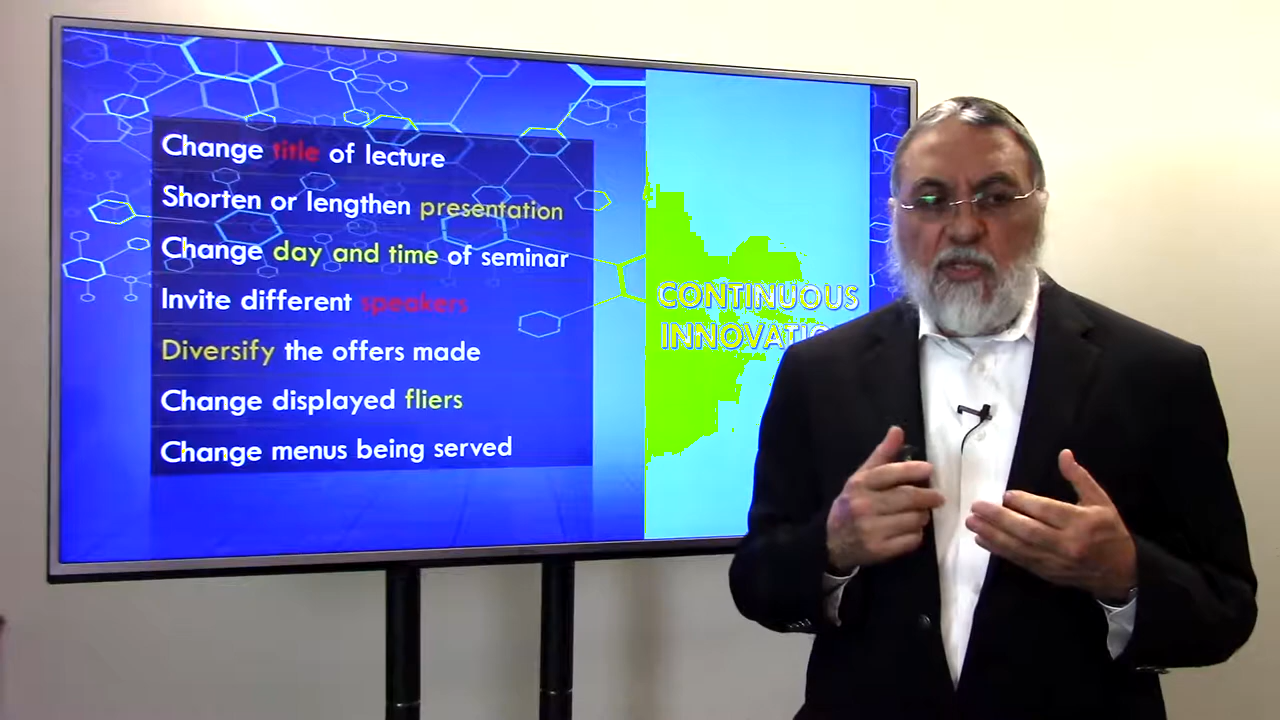 Change title of lecture
Shorten or lengthen presentation
Change day and time of seminar
Invite different speakers
Diversify the offers made
Change displayed fliers
Change menus being served
CONTINUOUS
INNOVATIO